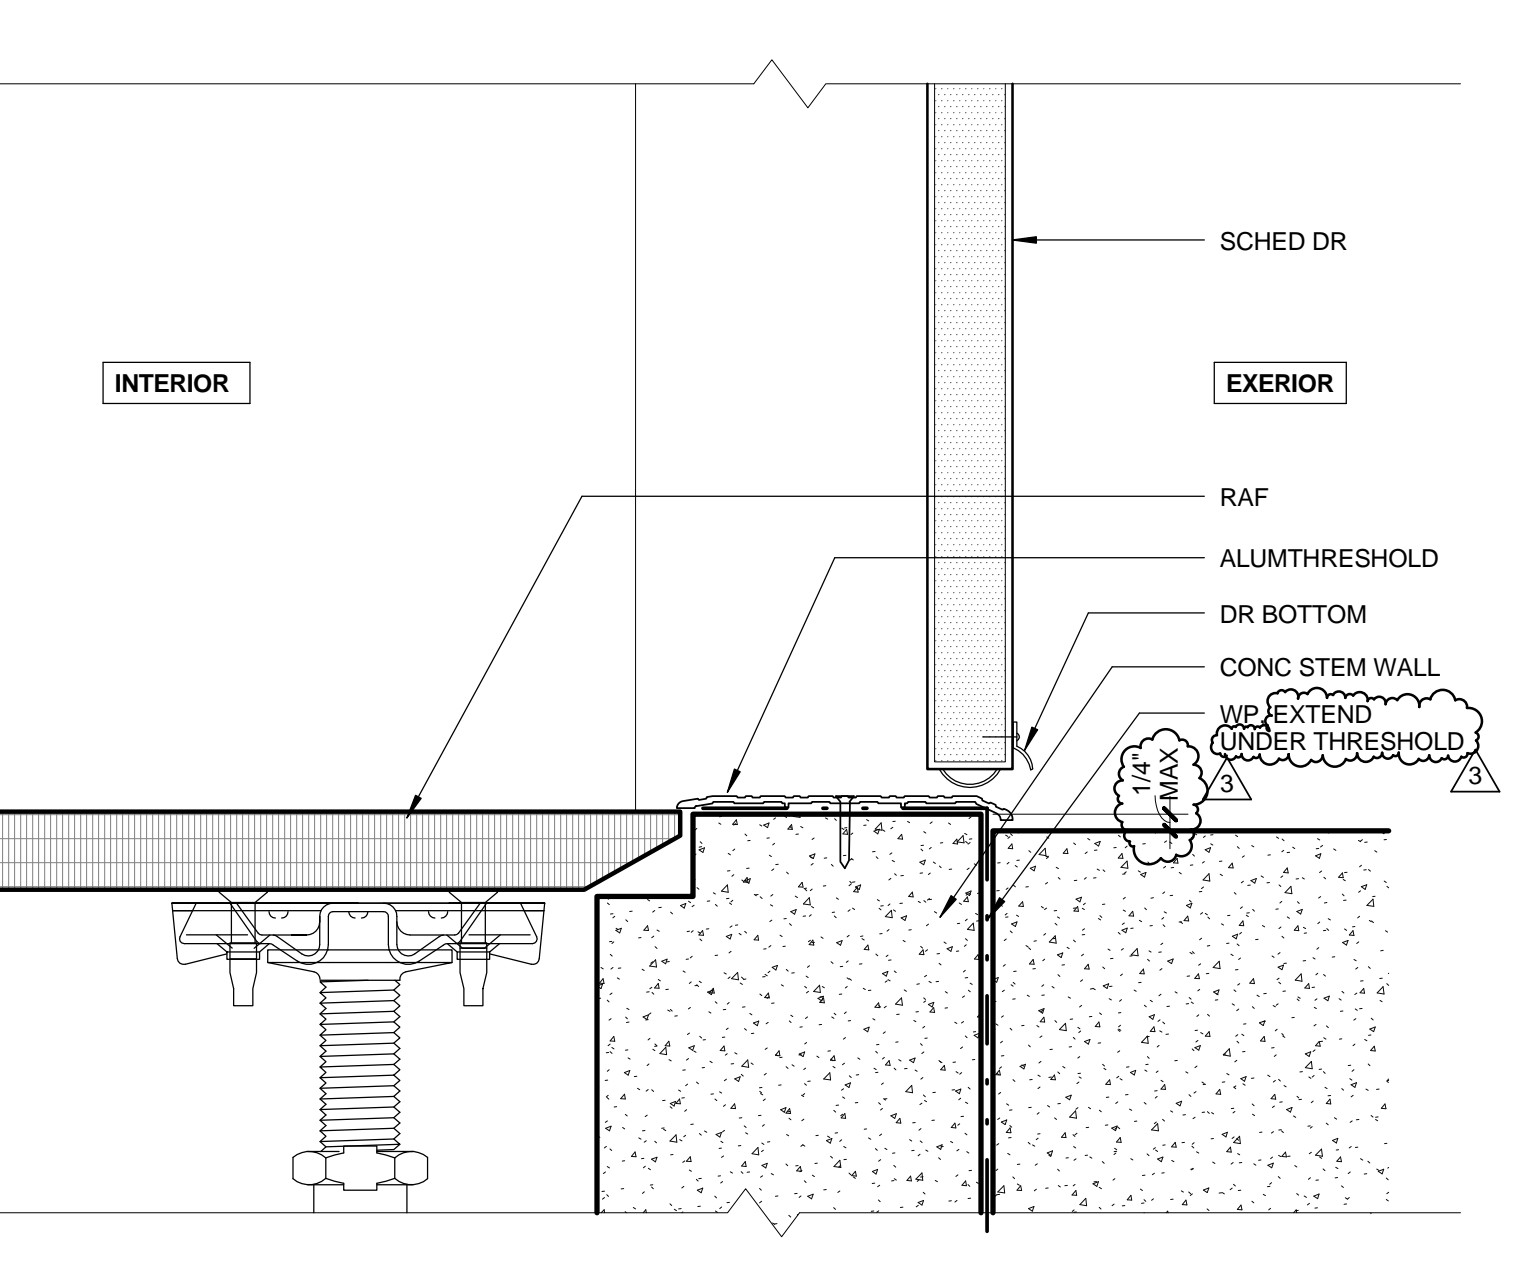 SCHED DR
INTERIOR
EXERIOR
RAF
ALUMTHRESHOLD
DR BOTTOM
CONC STEM WALL
WP, EXTEND
UNDER THRESHOLD
1/4"
MAX
3
3